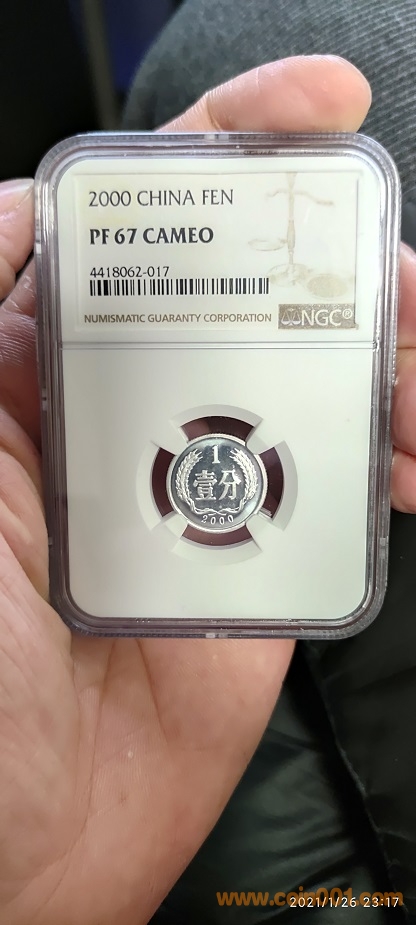 2000 CHINA FEN
PF 67 CAMEO
4418062-017
NUMISMATIC GUARANTY CORPORATION NGC®
1
壹分
2000
www.coin001.com
2021/1/26 23:17